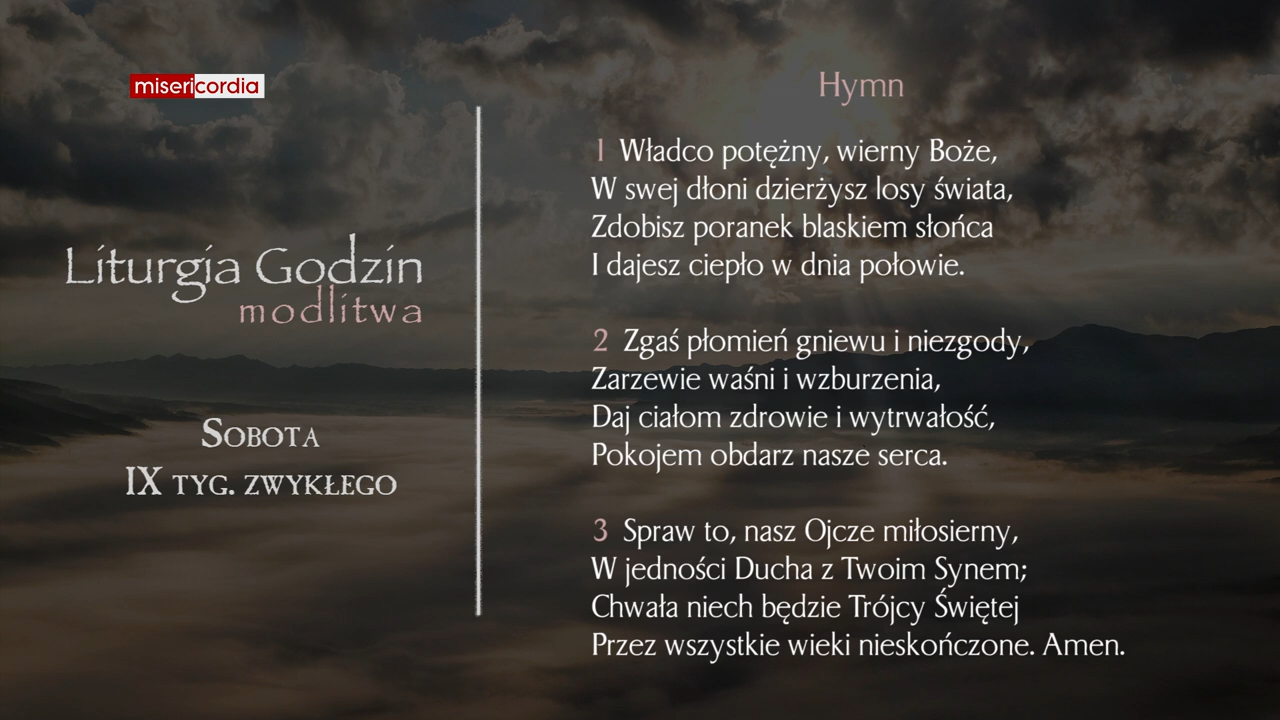 misericordia
Liturgia Godzin
modlitwa
Sobota
IX tyg. zwykłego
Hymn
1 Władco potężny, wierny Boże,
W swej dłoni dzierżysz losy świata,
Zdobisz poranek blaskiem słońca
I dajesz ciepło w dnia połowie.
2 Zgaś płomień gniewu i niezgody,
Zarzewie waśni i wzburzenia,
Daj ciałom zdrowie i wytrwałość,
Pokojem obdarz nasze serca.
3 Spraw to, nasz Ojcze miłosierny,
W jedności Ducha z Twoim Synem;
Chwała niech będzie Trójcy Świętej
Przez wszystkie wieki nieskończone. Amen.